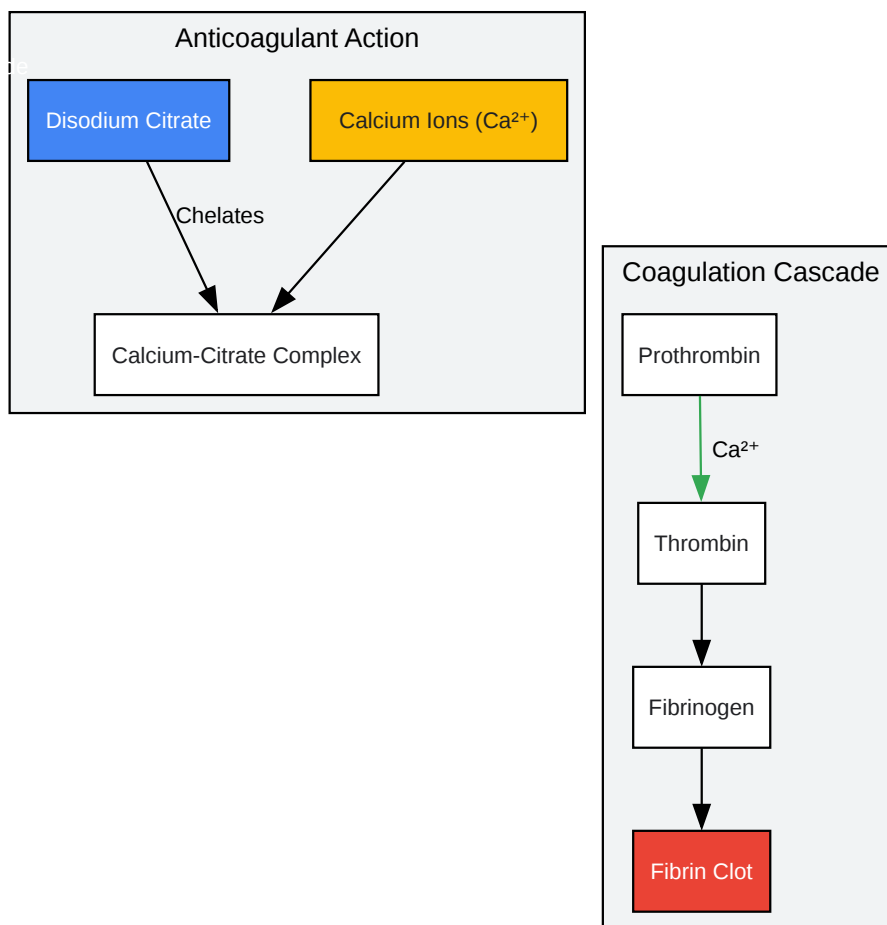 Anticoagulant Action
de
Disodium Citrate
Calcium Ions (Ca²⁺)
Chelates
Calcium-Citrate Complex
Coagulation Cascade
Prothrombin
Ca²⁺
Thrombin
Fibrinogen
Fibrin Clot